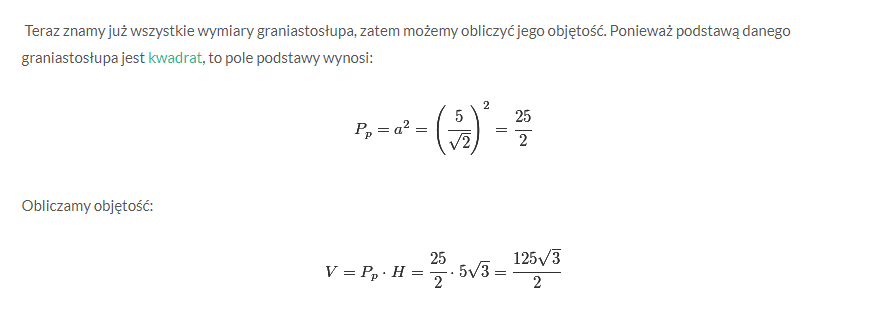 Teraz znamy już wszystkie wymiary graniastosłupa, zatem możemy obliczyć jego objętość. Ponieważ podstawą danego
graniastosłupa jest kwadrat, to pole podstawy wynosi:
$P_p = a^2 = \left(\frac{5}{\sqrt{2}}\right)^2 = \frac{25}{2}$
Obliczamy objętość:
$V = P_p \cdot H = \frac{25}{2} \cdot 5\sqrt{3} = \frac{125\sqrt{3}}{2}$